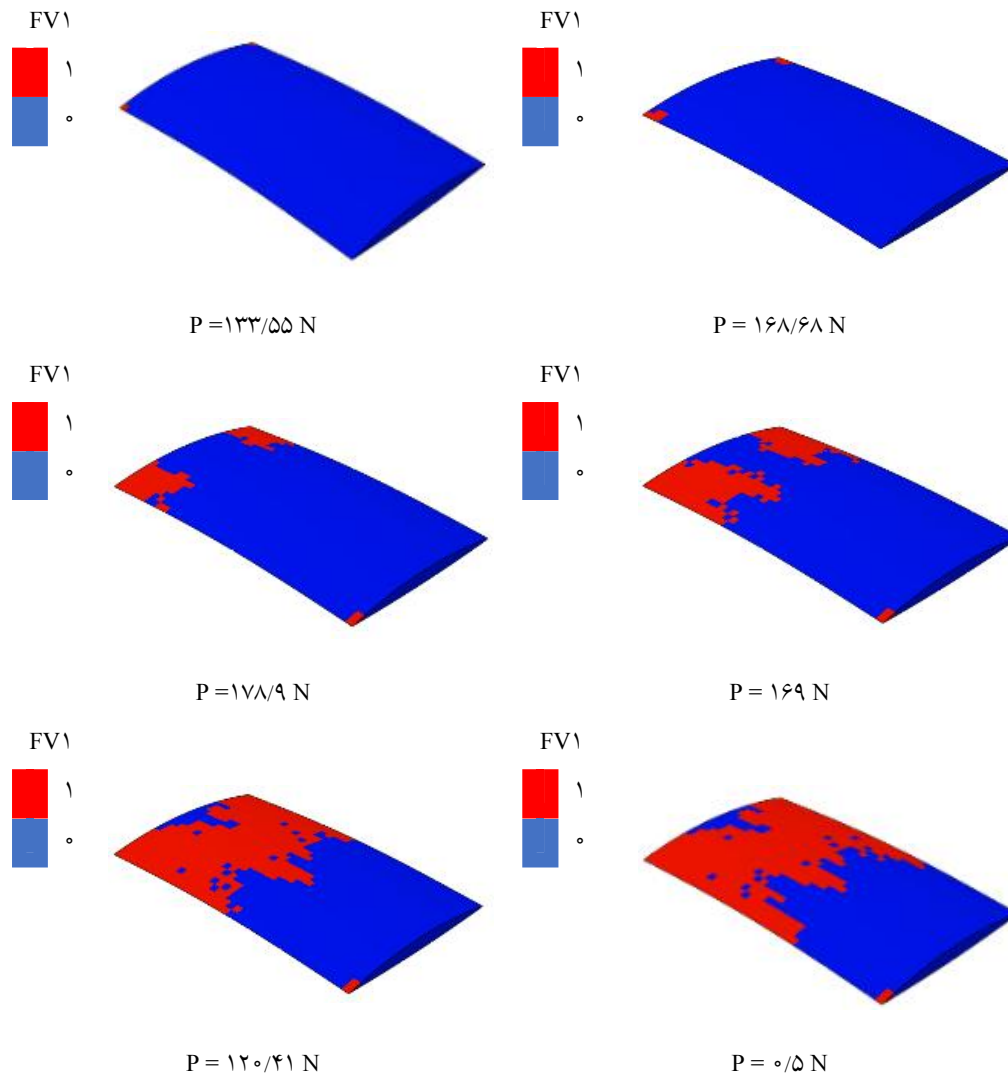 FV۱
۱
۰
P =۱۳۳/۵۵ N
FV۱
۱
۰
P = ۱۶۸/۶۸ N
FV۱
۱
۰
P =۱۷۸/۹ N
FV۱
۱
۰
P = ۱۶۹ N
FV۱
۱
۰
P = ۱۲۰/۴۱ N
FV۱
۱
۰
P = ۰/۵ N